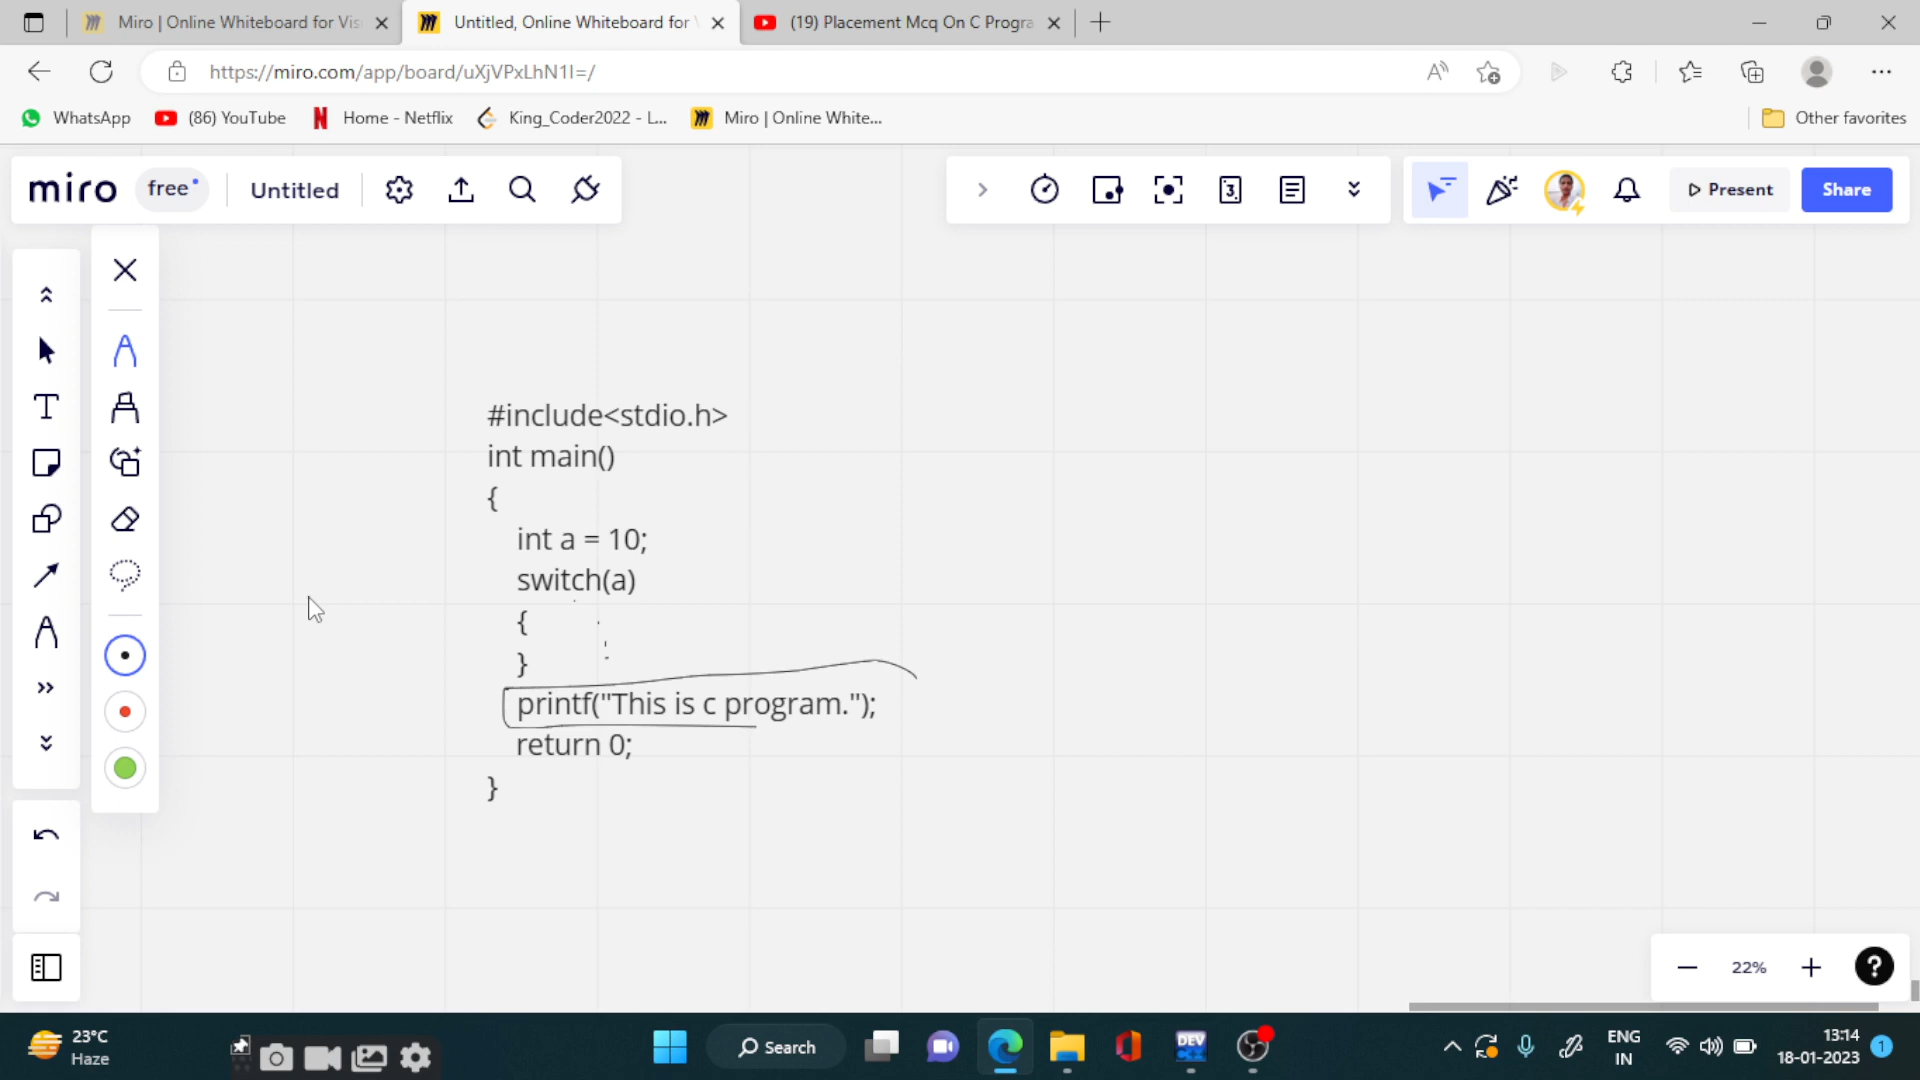 Miro | Online Whiteboard for Vis
Untitled, Online Whiteboard for
(19) Placement Mcq On C Progra
https://miro.com/app/board/uXjVPxLhN1I=/
WhatsApp
(86) YouTube
Home - Netflix
King_Coder2022 - L...
Miro | Online White...
Other favorites
miro
free
Untitled
3
Present
Share
#include<stdio.h>
int main()
{
int a = 10;
switch(a)
{
}
printf("This is c program.");
return 0;
}
22%
?
23°C
Haze
Search
DEV
C++
ENG
IN
13:14
18-01-2023
1